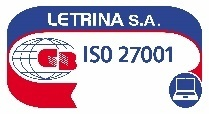 LETRINA S.A.
ISO 27001